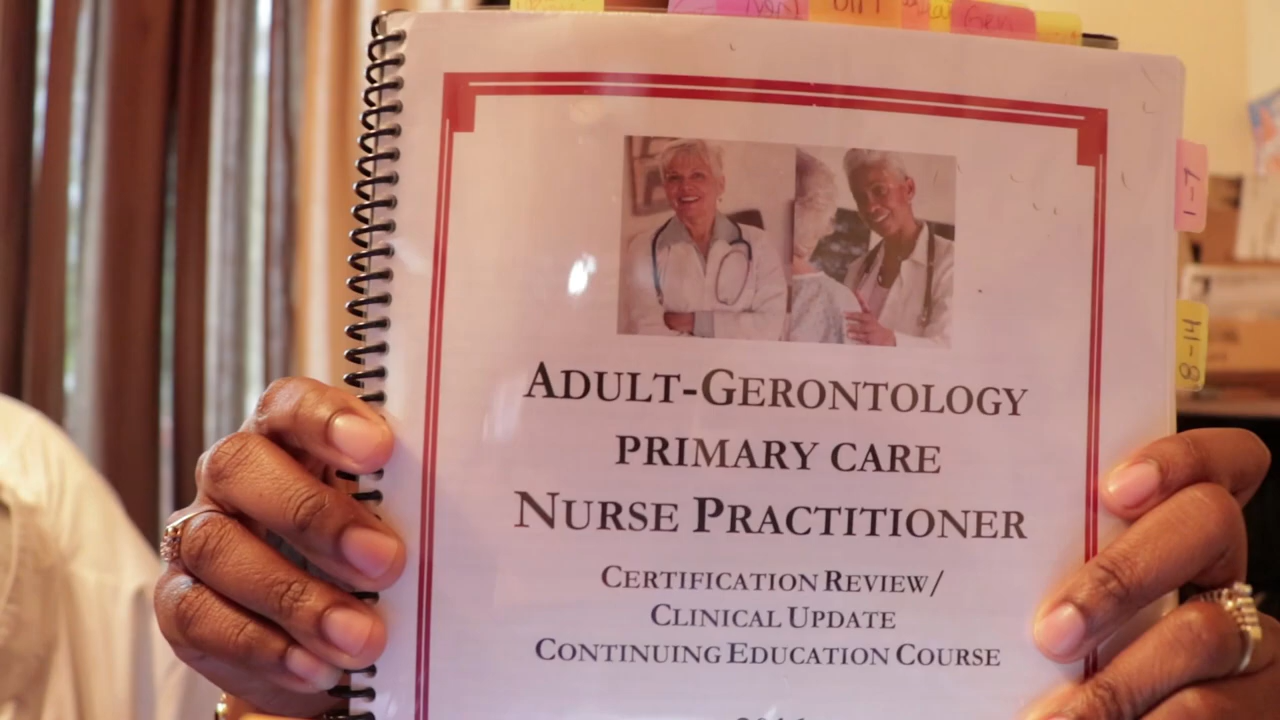 ADULT-GERONTOLOGY
PRIMARY CARE
NURSE PRACTITIONER
CERTIFICATION REVIEW/
CLINICAL UPDATE
CONTINUING EDUCATION COURSE
1-7
8-14